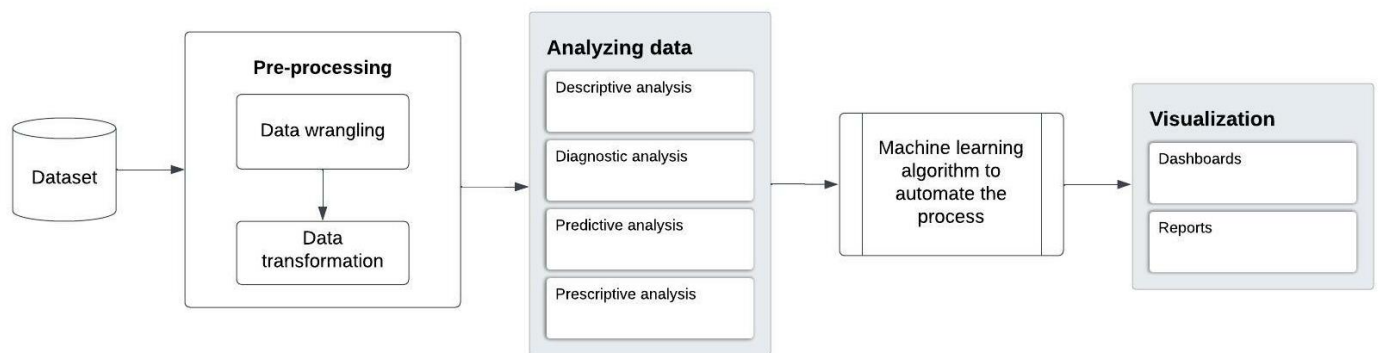 Dataset
Pre-processing
Data wrangling
Data
transformation
Analyzing data
Descriptive analysis
Diagnostic analysis
Predictive analysis
Prescriptive analysis
Machine learning
algorithm to
automate the
process
Visualization
Dashboards
Reports